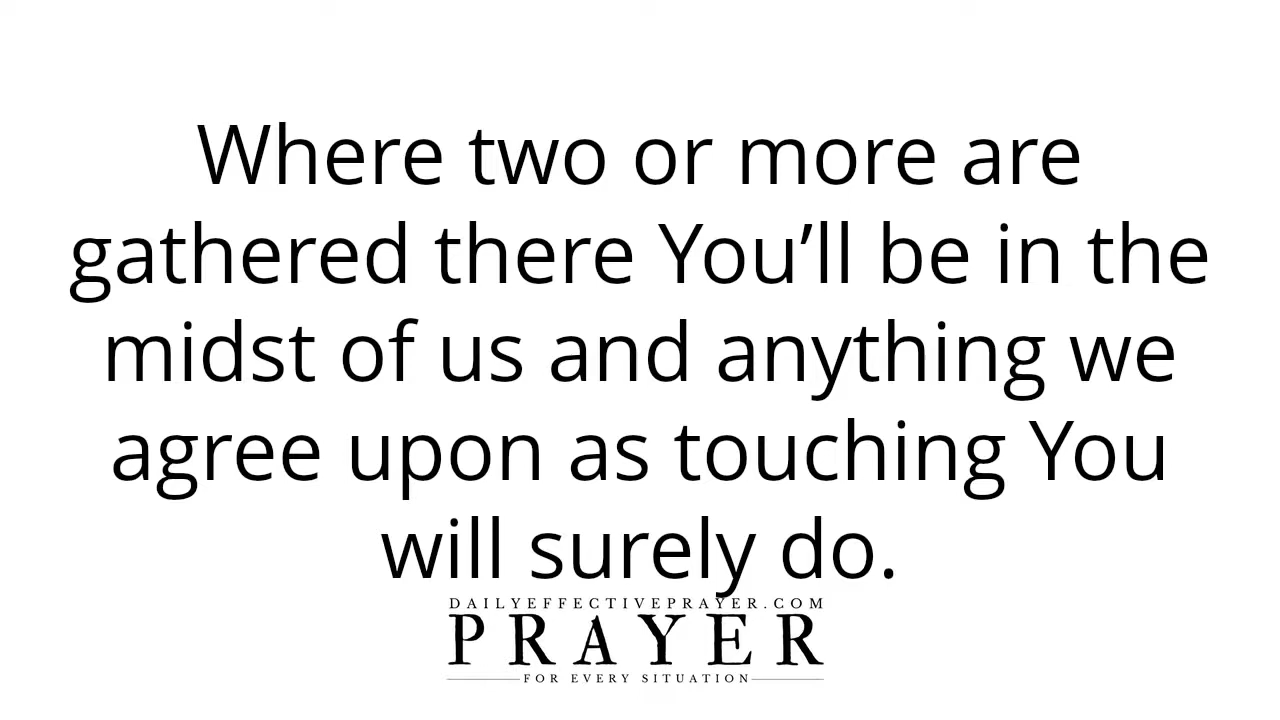 Where two or more are
gathered there You’ll be in the
midst of us and anything we
agree upon as touching You
will surely do.
DAILYEFFECTIVEPRAYER.COM
PRAYER
FOR EVERY SITUATION